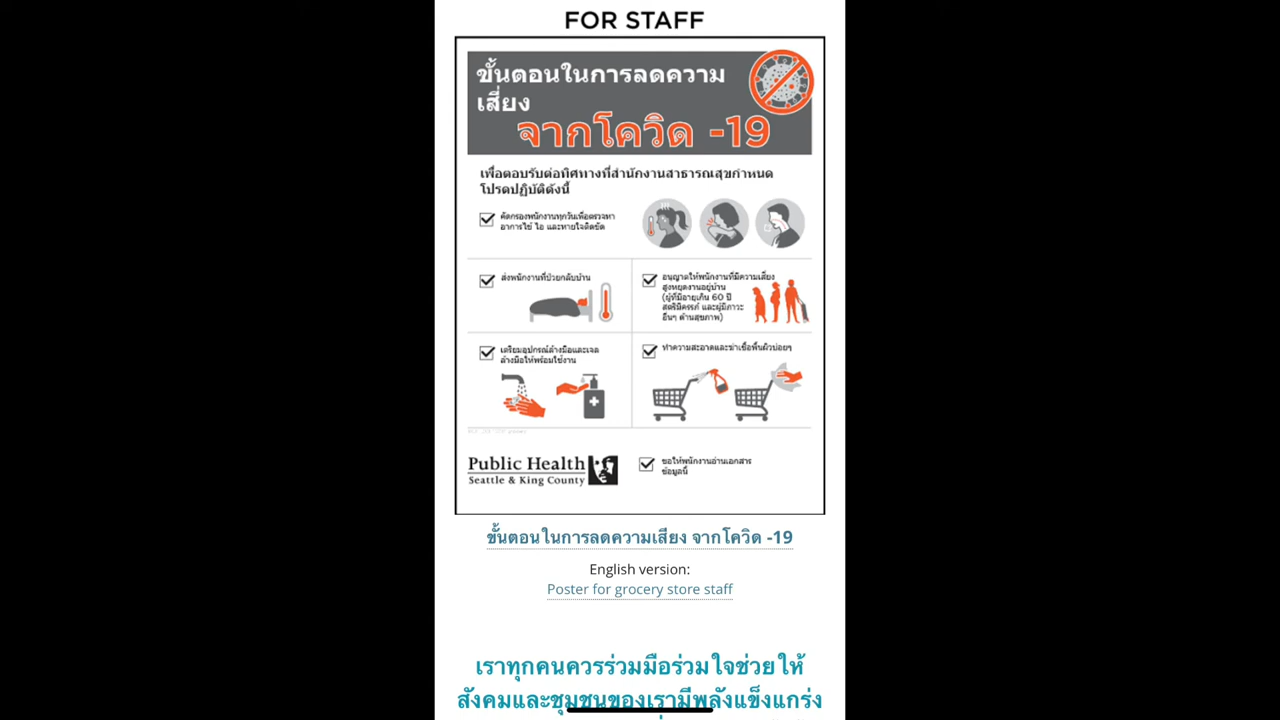 FOR STAFF
ขั้นตอนในการลดความ
เสี่ยง
จากโควิด -19
เพื่อตอบรับต่อทิศทางที่สำนักงานสาธารณสุขกำหนด
โปรดปฏิบัติดังนี้
คัดกรองพนักงานทุกวันเพื่อตรวจหา
อาการไข้ ไอ และหายใจติดขัด
ส่งพนักงานที่ป่วยกลับบ้าน
อนุญาตให้พนักงานที่มีความเสี่ยง
สูงหยุดงานอยู่บ้าน
(ผู้ที่มีอายุเกิน 60 ปี
สตรีมีครรภ์ และผู้มีภาวะ
อื่นๆ ด้านสุขภาพ)
เตรียมอุปกรณ์ล้างมือและเจล
ล้างมือให้พร้อมใช้งาน
ทำความสะอาดและฆ่าเชื้อพื้นผิวบ่อยๆ
Public Health
Seattle & King County
ขอให้พนักงานอ่านเอกสาร
ข้อมูลนี้
ขั้นตอนในการลดความเสี่ยง จากโควิด -19
English version:
Poster for grocery store staff
เราทุกคนควรร่วมมือร่วมใจช่วยให้
สังคมและชุมชนของเรามีพลังแข็งแกร่ง